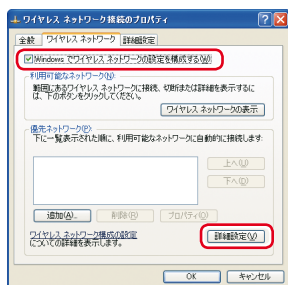 ワイヤレス ネットワーク接続のプロパティ
全般 ワイヤレス ネットワーク 詳細設定
Windows でワイヤレス ネットワークの設定を構成する(W)
利用可能なネットワーク(N):
範囲にあるワイヤレス ネットワークに接続、切断または詳細を表示するに
は、下のボタンをクリックしてください。
ワイヤレス ネットワークの表示
優先ネットワーク(P):
下に一覧表示された順に、利用可能なネットワークに自動的に接続します:
上へ(U)
下へ(D)
追加(A)... 削除(R) プロパティ(O)
ワイヤレス ネットワーク構成の設定
についての詳細を表示します。
詳細設定(V)
OK キャンセル